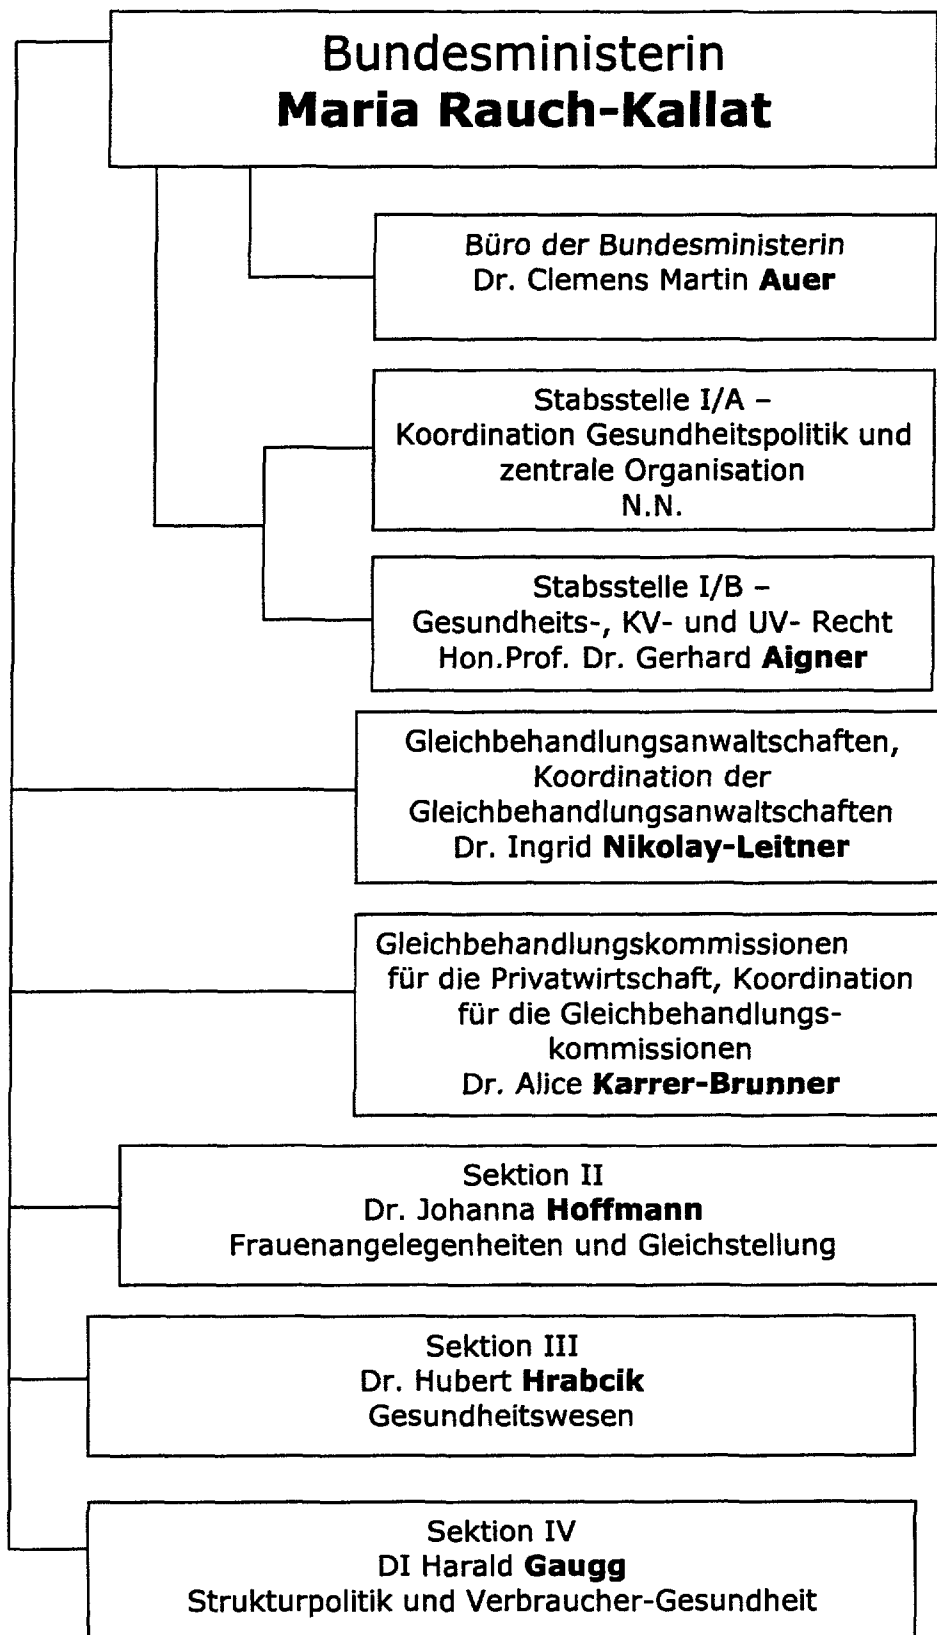 Bundesministerin
Maria Rauch-Kallat
Büro der Bundesministerin
Dr. Clemens Martin Auer
Stabsstelle I/A –
Koordination Gesundheitspolitik und
zentrale Organisation
N.N.
Stabsstelle I/B –
Gesundheits-, KV- und UV- Recht
Hon.Prof. Dr. Gerhard Aigner
Gleichbehandlungsanwaltschaften,
Koordination der
Gleichbehandlungsanwaltschaften
Dr. Ingrid Nikolay-Leitner
Gleichbehandlungskommissionen
für die Privatwirtschaft, Koordination
für die Gleichbehandlungs-
kommissionen
Dr. Alice Karrer-Brunner
Sektion II
Dr. Johanna Hoffmann
Frauenangelegenheiten und Gleichstellung
Sektion III
Dr. Hubert Hrabcik
Gesundheitswesen
Sektion IV
DI Harald Gaugg
Strukturpolitik und Verbraucher-Gesundheit